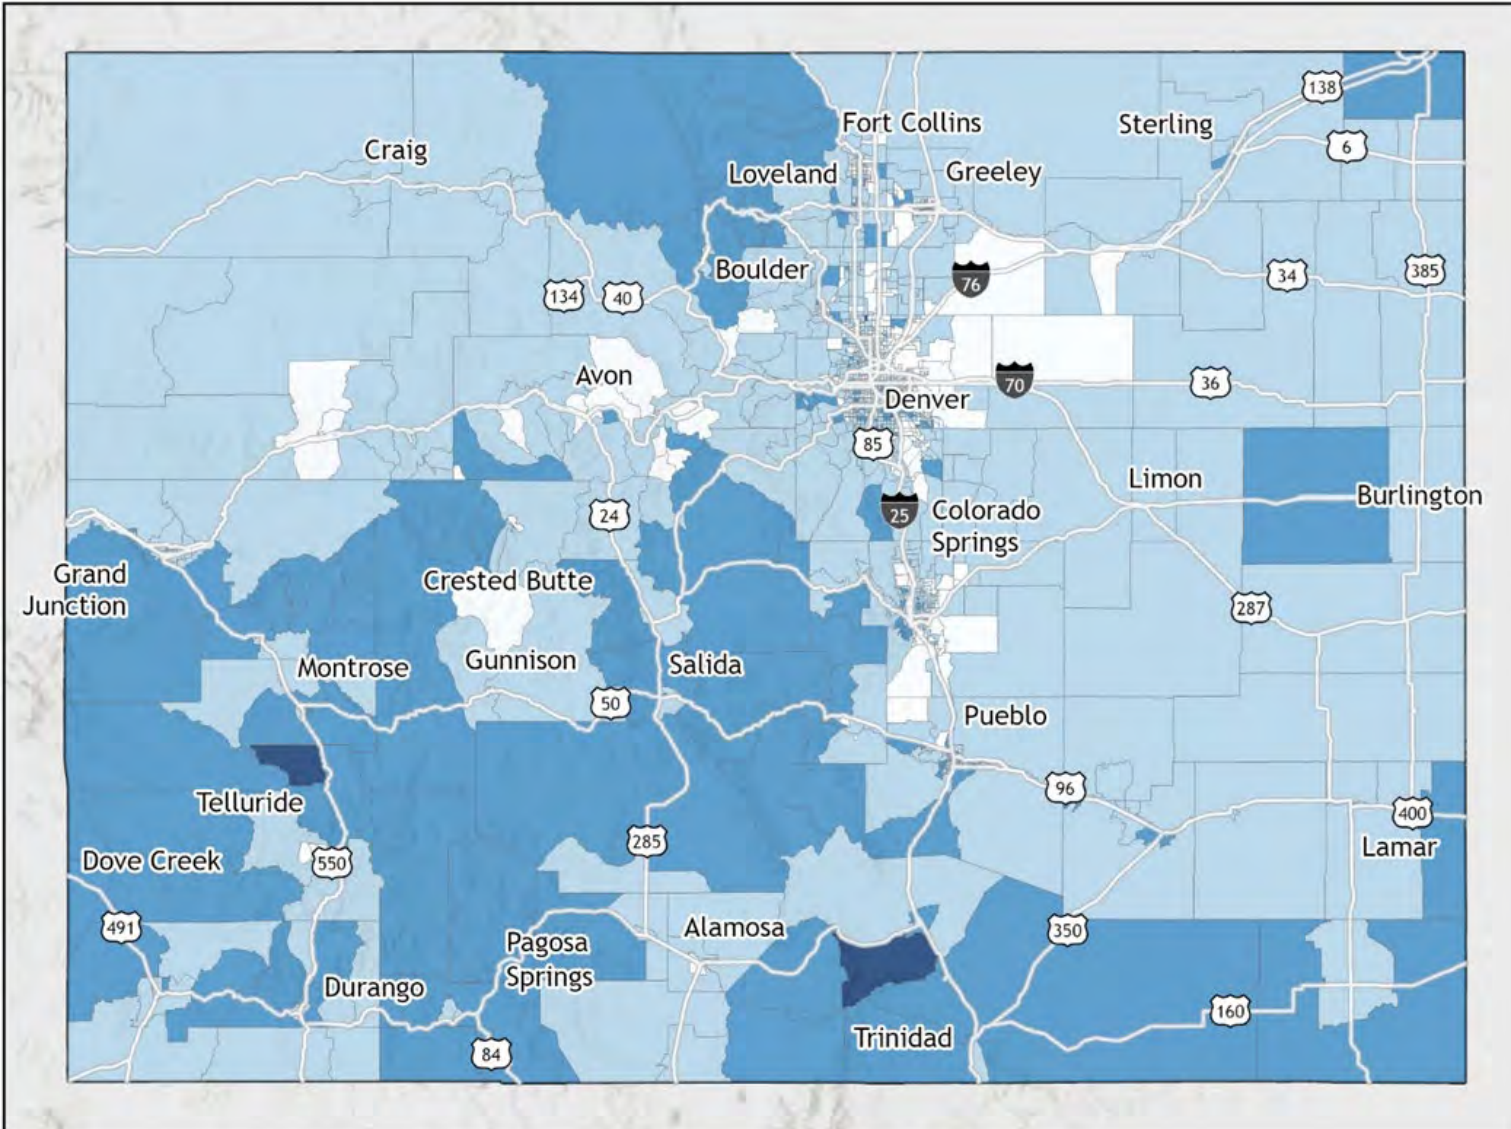 138
Fort Collins
Sterling
Craig
6
Loveland
Greeley
Boulder
76
34
385
134
40
Avon
70
36
Denver
85
Limon
Burlington
24
25
Colorado
Springs
Grand
Junction
Crested Butte
287
Montrose
Gunnison
Salida
50
Pueblo
96
Telluride
400
285
Lamar
Dove Creek
550
491
Alamosa
350
Pagosa
Springs
Durango
160
Trinidad
84